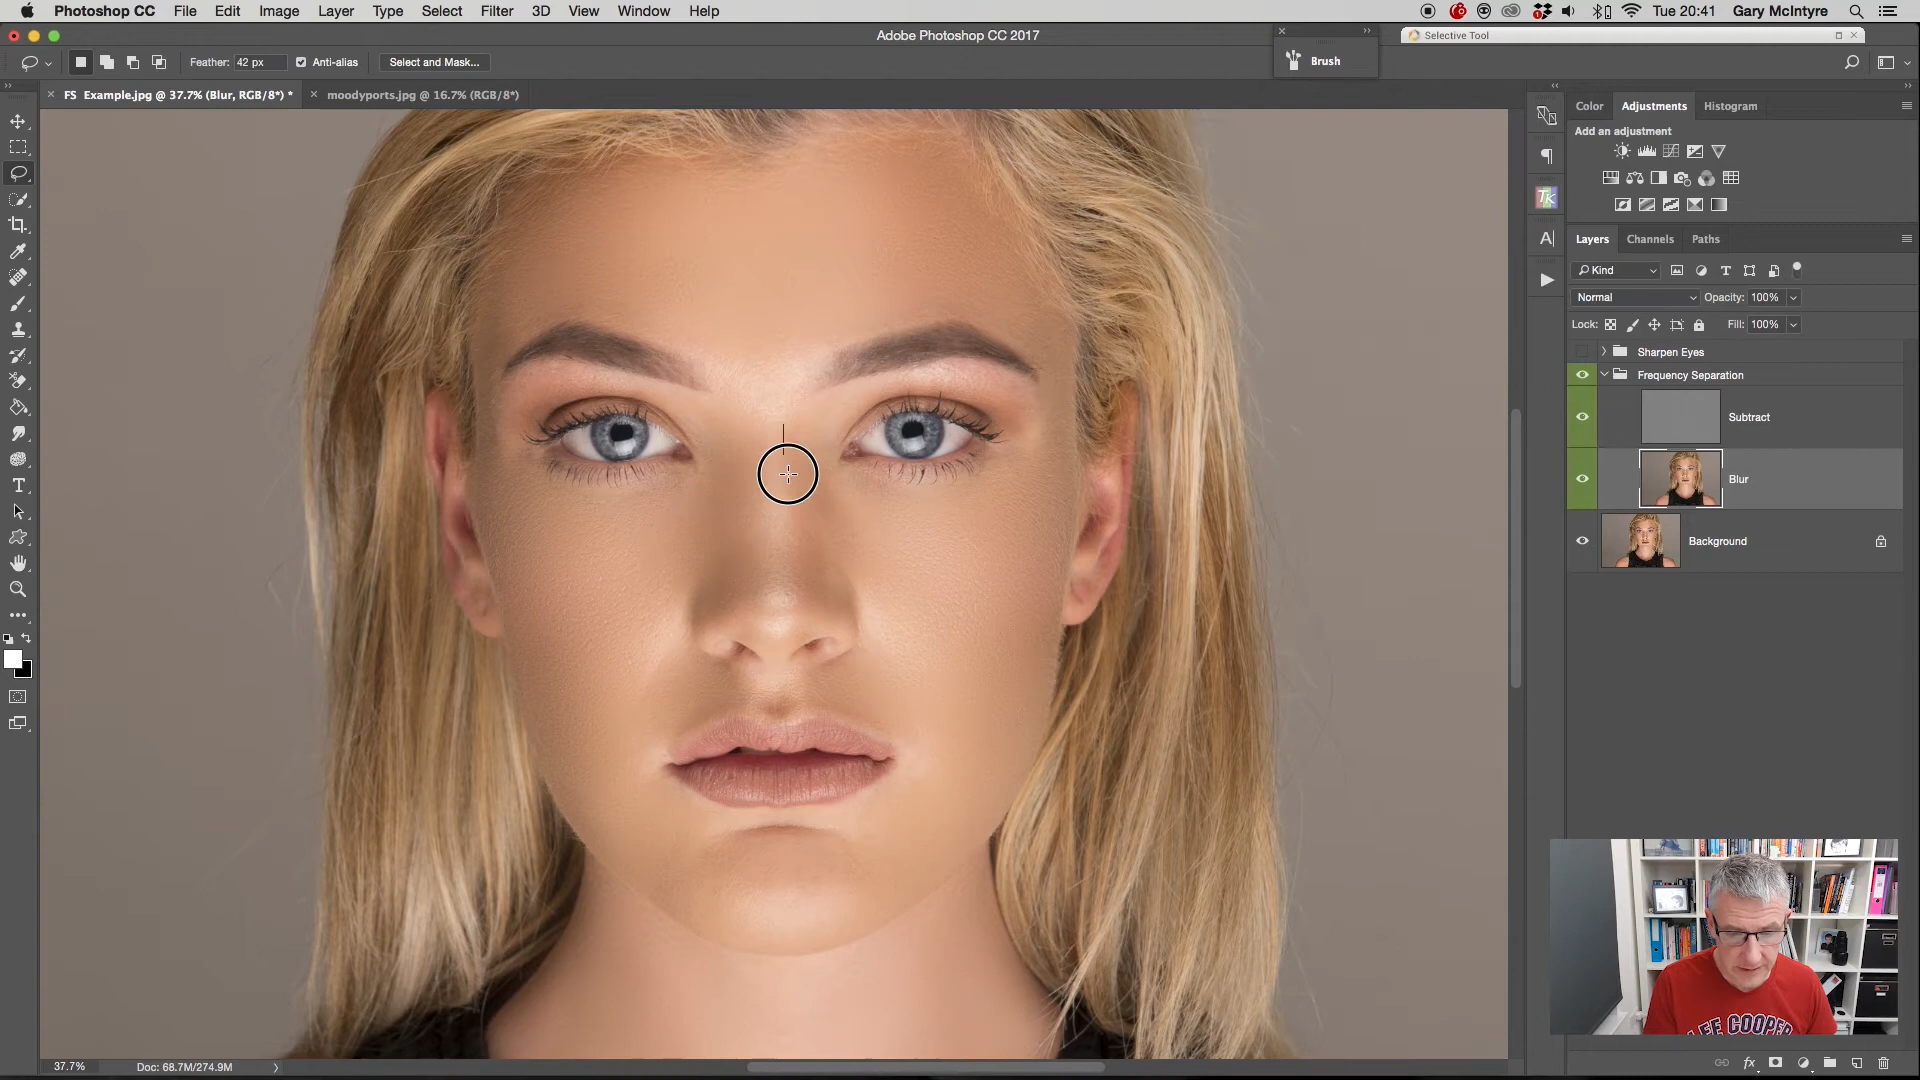 Photoshop CC File Edit Image Layer Type Select Filter 3D View Window Help
Tue 20:41 Gary McIntyre
Adobe Photoshop CC 2017
Selective Tool
Feather: 42 px Anti-alias Select and Mask...
Brush
FS Example.jpg @ 37.7% (Blur, RGB/8*) *
moodyports.jpg @ 16.7% (RGB/8*)
Color Adjustments Histogram
Add an adjustment
TK
A|
Layers Channels Paths
Kind
Normal Opacity: 100%
Lock: Fill: 100%
Sharpen Eyes
Frequency Separation
Subtract
Blur
Background
LEE COOPER
37.7% Doc: 68.7M/274.9M
fx